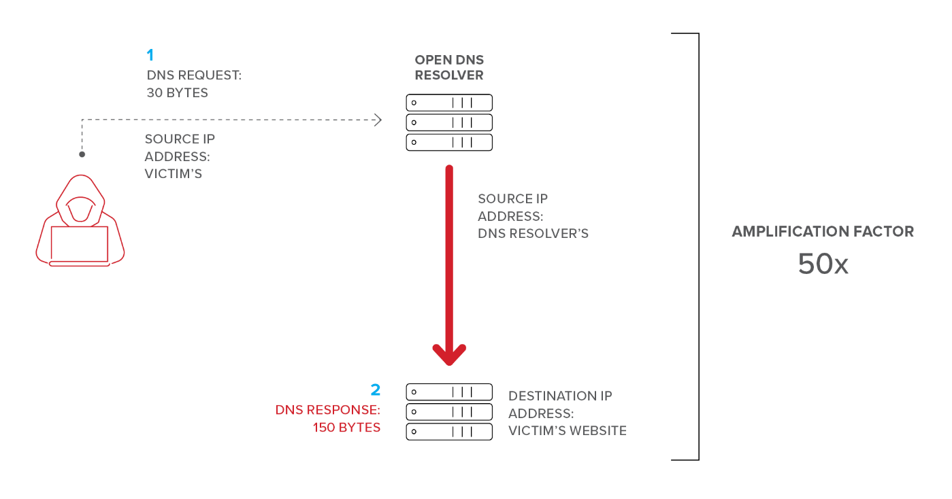 1
DNS REQUEST:
30 BYTES
SOURCE IP
ADDRESS:
VICTIM'S
OPEN DNS
RESOLVER
SOURCE IP
ADDRESS:
DNS RESOLVER'S
2
DNS RESPONSE:
150 BYTES
DESTINATION IP
ADDRESS:
VICTIM'S WEBSITE
AMPLIFICATION FACTOR
50x